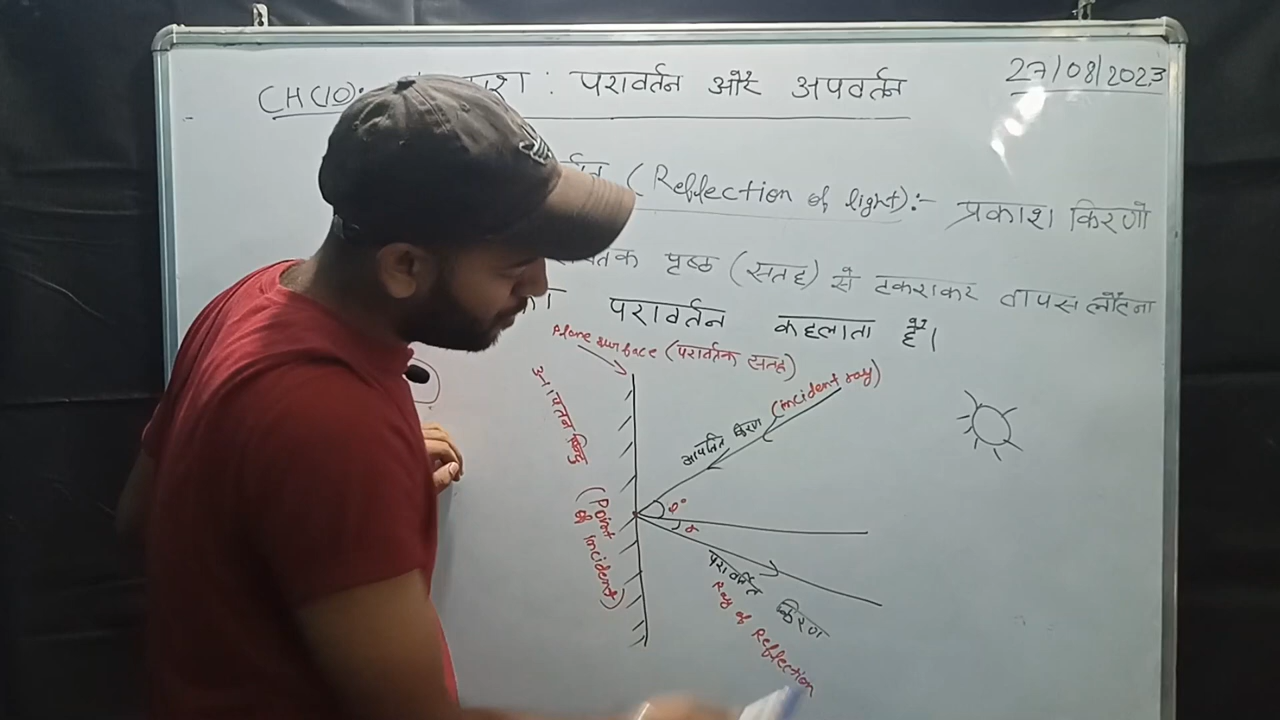 CH(10): : परावर्तन और अपवर्तन
27/08/2023
(Reflection of light):- प्रकाश किरणो
पृष्ठ (सतह) से टकराकर वापस लौटना
परावर्तन कहलाता है।
Plane surface (परावर्तक सतह)
आपतित किरण (incident ray)
आपतन बिन्दु (Point of incident)
i
r
परावर्तित किरण
Ray of Reflection